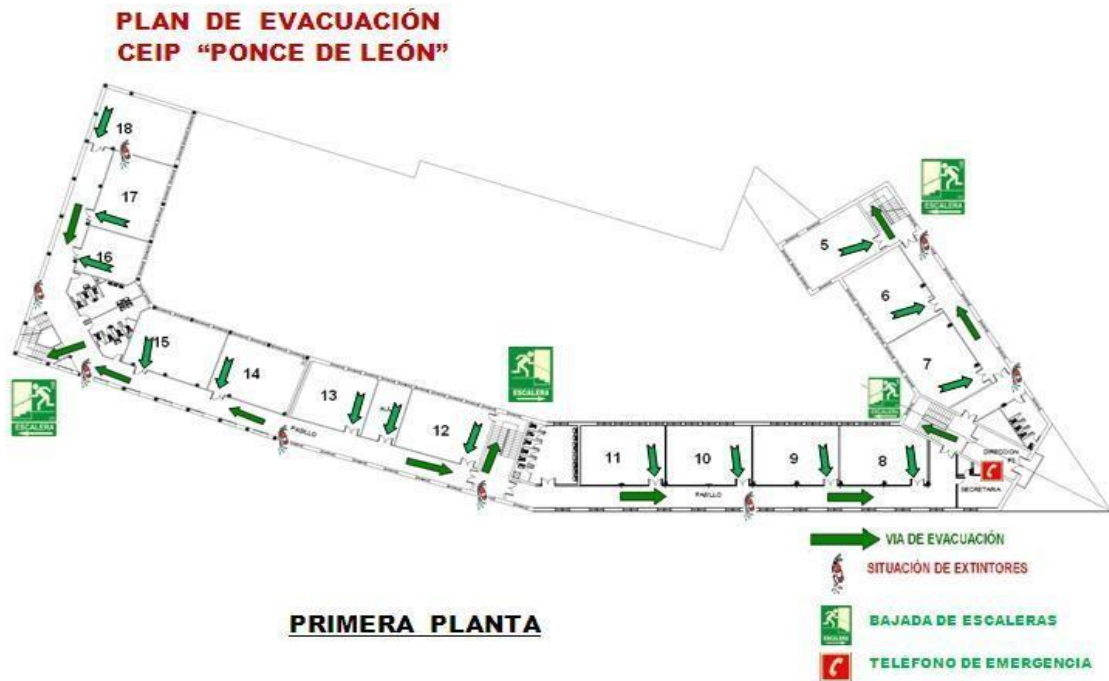 PLAN DE EVACUACIÓN
CEIP “PONCE DE LEÓN”
18
17
16
15
14
13
12
11
10
9
8
5
6
7
ESCALERA
ESCALERA
ESCALERA
ESCALERA
PASILLO
PASILLO
DIRECCION
SECRETARIA
VIA DE EVACUACIÓN
SITUACIÓN DE EXTINTORES
BAJADA DE ESCALERAS
TELÉFONO DE EMERGENCIA
PRIMERA PLANTA